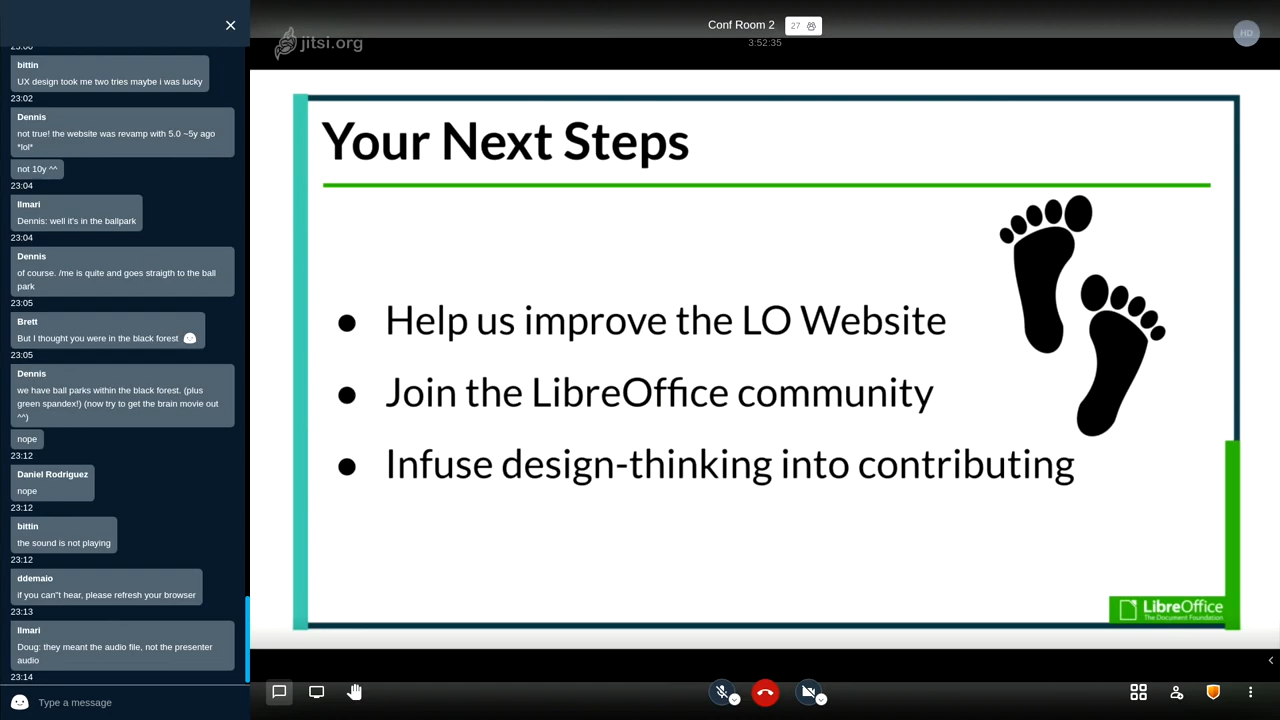 Conf Room 2
27
3:52:35
jitsi.org
HD
bittin
UX design took me two tries maybe i was lucky
23:02
Dennis
not true! the website was revamp with 5.0 ~5y ago
*lol*
not 10y ^^
23:04
Ilmari
Dennis: well it's in the ballpark
23:04
Dennis
of course. /me is quite and goes straigth to the ball
park
23:05
Brett
But I thought you were in the black forest
23:05
Dennis
we have ball parks within the black forest. (plus
green spandex!) (now try to get the brain movie out
^^)
nope
23:12
Daniel Rodriguez
nope
23:12
bittin
the sound is not playing
23:12
ddemaio
if you can"t hear, please refresh your browser
23:13
Ilmari
Doug: they meant the audio file, not the presenter
audio
23:14
Type a message
Your Next Steps
● Help us improve the LO Website
● Join the LibreOffice community
● Infuse design-thinking into contributing
LibreOffice
The Document Foundation